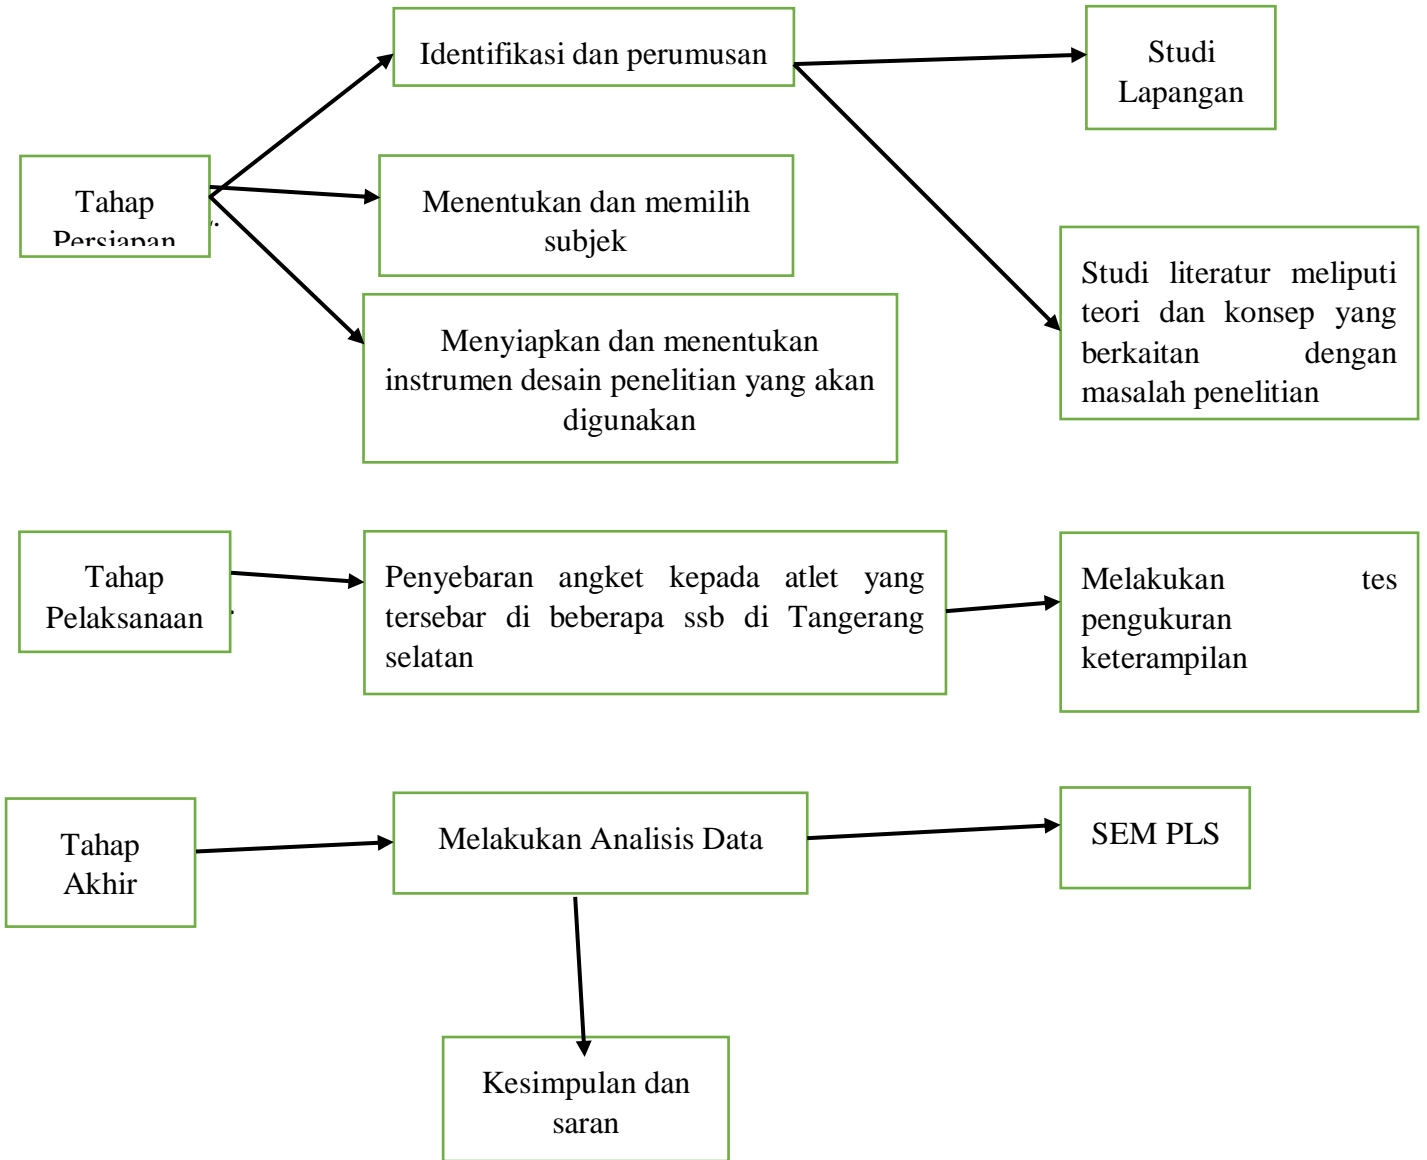 Identifikasi dan perumusan
Studi
Lapangan
Tahap
Persiapan
Menentukan dan memilih
subjek
Studi literatur meliputi
teori dan konsep yang
berkaitan dengan
masalah penelitian
Menyiapkan dan menentukan
instrumen desain penelitian yang akan
digunakan
Tahap
Pelaksanaan
Penyebaran angket kepada atlet yang
tersebar di beberapa ssb di Tangerang
selatan
Melakukan tes
pengukuran
keterampilan
Tahap
Akhir
Melakukan Analisis Data
SEM PLS
Kesimpulan dan
saran